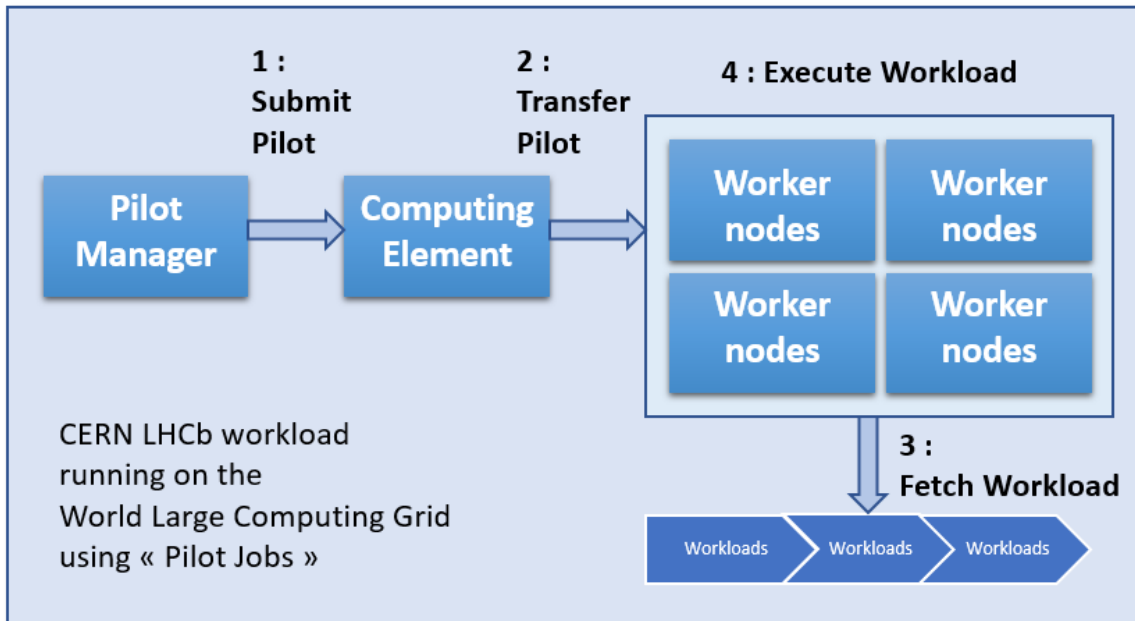 1 :
Submit
Pilot
2 :
Transfer
Pilot
4 : Execute Workload
Pilot
Manager
Computing
Element
Worker
nodes
Worker
nodes
Worker
nodes
Worker
nodes
3 :
Fetch Workload
Workloads
Workloads
Workloads
CERN LHCb workload
running on the
World Large Computing Grid
using « Pilot Jobs »